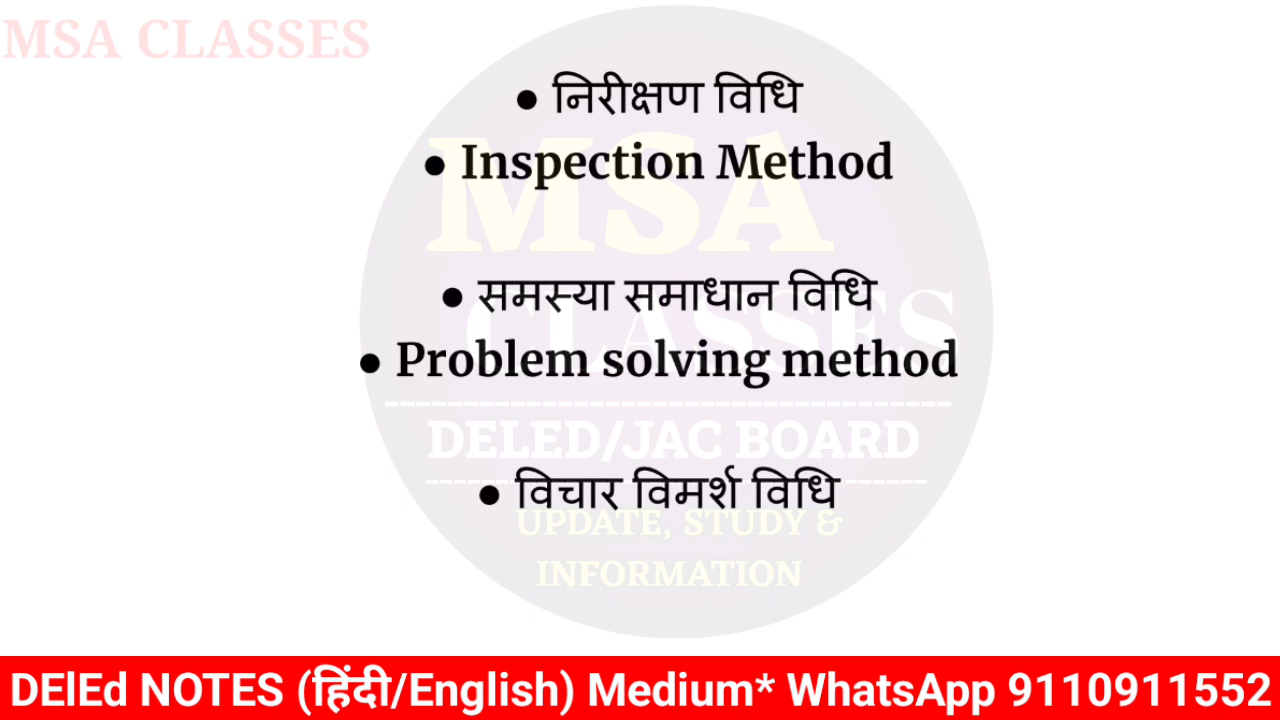 MSA CLASSES
● निरीक्षण विधि
● Inspection Method
● समस्या समाधान विधि
● Problem solving method
● विचार विमर्श विधि
MSA
CLASSES
DELED/JAC BOARD
UPDATE, STUDY &
INFORMATION
DElEd NOTES (हिंदी/English) Medium* WhatsApp 9110911552